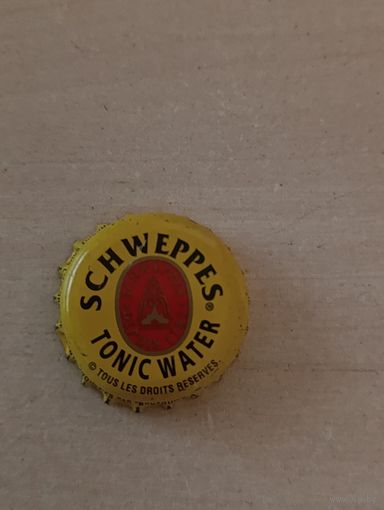 SCHWEPPES®
TONIC WATER
© TOUS LES DROITS RESERVES.